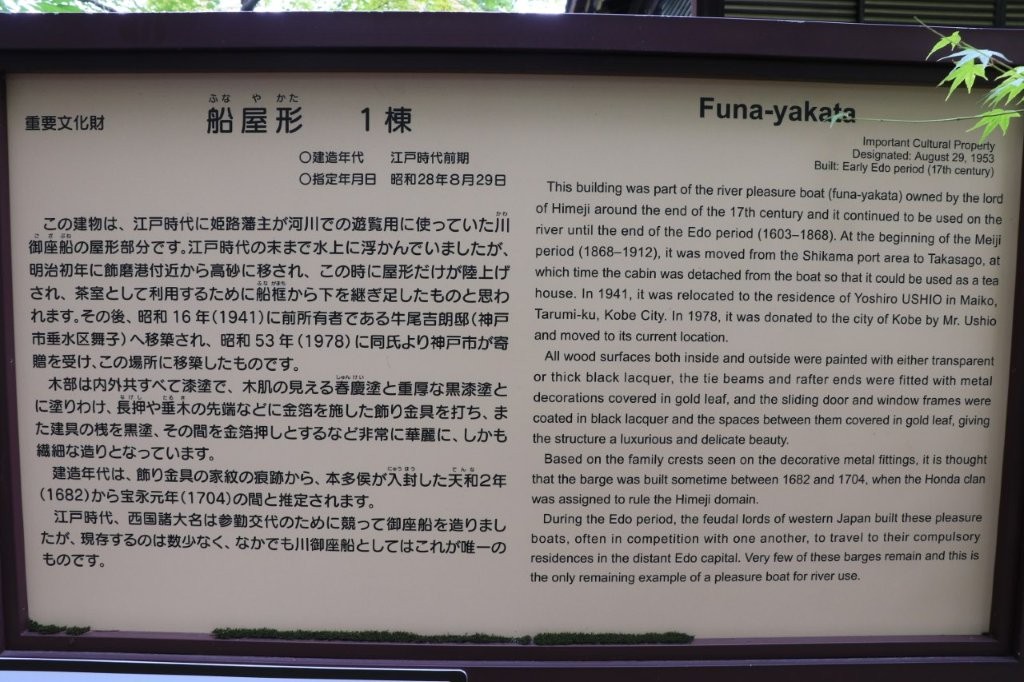 重要文化財
ふな や かた
船屋形 1棟
○建造年代 江戸時代前期
○指定年月日 昭和28年8月29日
この建物は、江戸時代に姫路藩主が河川での遊覧用に使っていた川
御座船の屋形部分です。江戸時代の末まで水上に浮かんでいましたが、
明治初年に飾磨港付近から高砂に移され、この時に屋形だけが陸上げ
され、茶室として利用するために船框から下を継ぎ足したものと思わ
れます。その後、昭和16年(1941)に前所有者である牛尾吉朗邸(神戸
市垂水区舞子)へ移築され、昭和53年(1978)に同氏より神戸市が寄
贈を受け、この場所に移築したものです。
木部は内外共すべて漆塗で、木肌の見える春慶塗と重厚な黒漆塗と
に塗りわけ、長押や垂木の先端などに金箔を施した飾り金具を打ち、ま
た建具の桟を黒塗、その間を金箔押しとするなど非常に華麗に、しかも
繊細な造りとなっています。
建造年代は、飾り金具の家紋の痕跡から、本多侯が入封した天和2年
(1682)から宝永元年(1704)の間と推定されます。
江戸時代、西国諸大名は参勤交代のために競って御座船を造りまし
たが、現存するのは数少なく、なかでも川御座船としてはこれが唯一の
ものです。
Funa-yakata
Important Cultural Property
Designated: August 29, 1953
Built: Early Edo period (17th century)
This building was part of the river pleasure boat (funa-yakata) owned by the lord
of Himeji around the end of the 17th century and it continued to be used on the
river until the end of the Edo period (1603–1868). At the beginning of the Meiji
period (1868–1912), it was moved from the Shikama port area to Takasago, at
which time the cabin was detached from the boat so that it could be used as a tea
house. In 1941, it was relocated to the residence of Yoshiro USHIO in Maiko,
Tarumi-ku, Kobe City. In 1978, it was donated to the city of Kobe by Mr. Ushio
and moved to its current location.
All wood surfaces both inside and outside were painted with either transparent
or thick black lacquer, the tie beams and rafter ends were fitted with metal
decorations covered in gold leaf, and the sliding door and window frames were
coated in black lacquer and the spaces between them covered in gold leaf, giving
the structure a luxurious and delicate beauty.
Based on the family crests seen on the decorative metal fittings, it is thought
that the barge was built sometime between 1682 and 1704, when the Honda clan
was assigned to rule the Himeji domain.
During the Edo period, the feudal lords of western Japan built these pleasure
boats, often in competition with one another, to travel to their compulsory
residences in the distant Edo capital. Very few of these barges remain and this is
the only remaining example of a pleasure boat for river use.